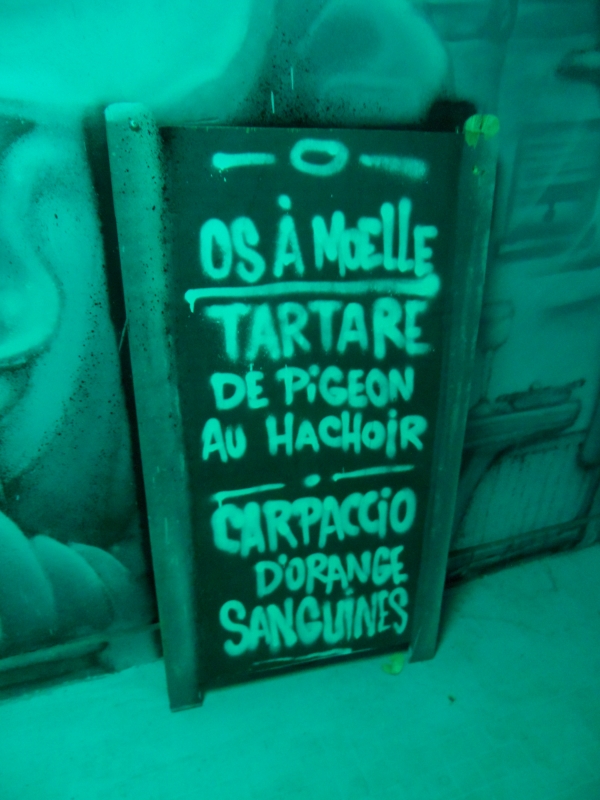 OS À MOELLE
TARTARE
DE PiGEON
AU HACHOiR
CARPACCiO
D'ORANGE
SANGUiNES